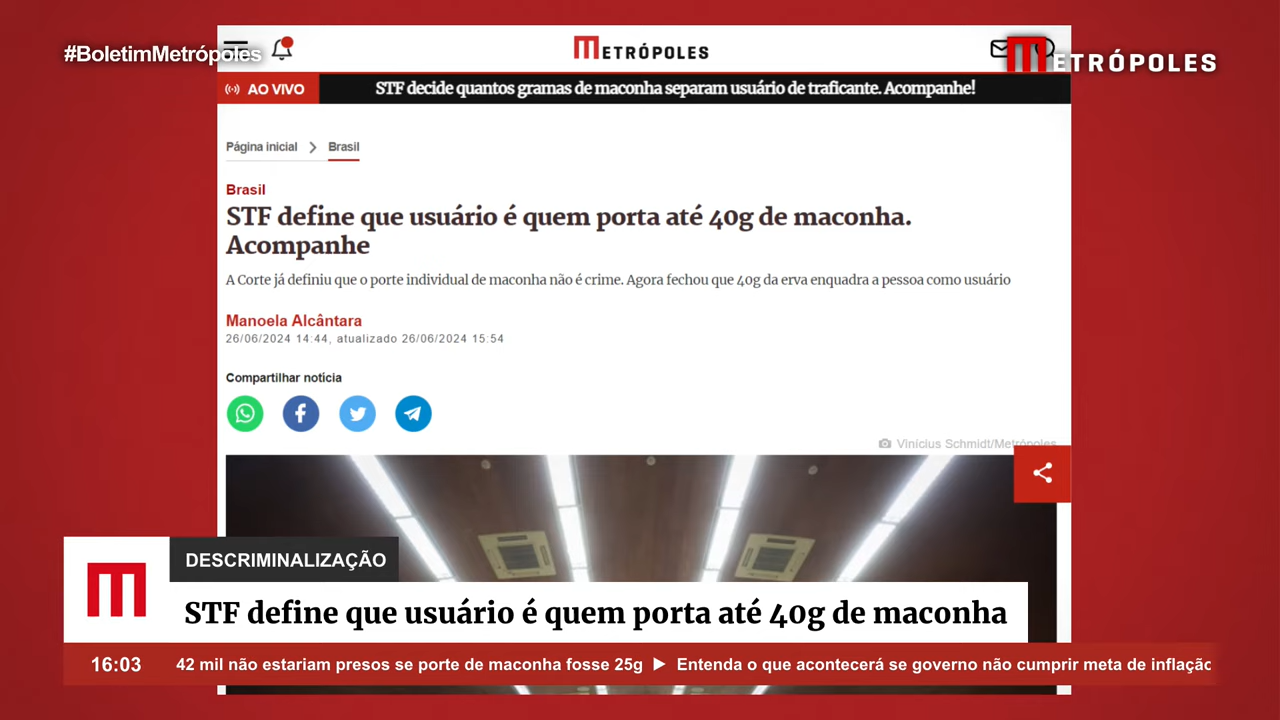 #BoletimMetrópoles
METRÓPOLES
METRÓPOLES
AO VIVO
STF decide quantos gramas de maconha separam usuário de traficante. Acompanhe!
Página inicial
Brasil
Brasil
STF define que usuário é quem porta até 40g de maconha.
Acompanhe
A Corte já definiu que o porte individual de maconha não é crime. Agora fechou que 40g da erva enquadra a pessoa como usuário
Manoela Alcântara
26/06/2024 14:44, atualizado 26/06/2024 15:54
Compartilhar notícia
Vinícius Schmidt/Metrópoles
DESCRIMINALIZAÇÃO
STF define que usuário é quem porta até 40g de maconha
16:03
42 mil não estariam presos se porte de maconha fosse 25g ▶ Entenda o que acontecerá se governo não cumprir meta de inflação